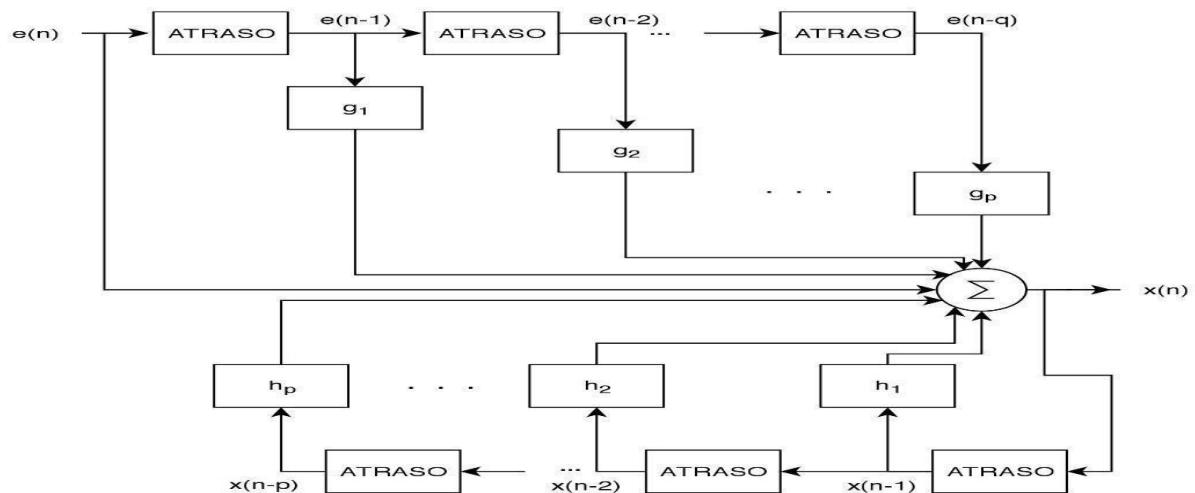 e(n) ATRASO e(n-1) ATRASO e(n-2) ... ATRASO e(n-q)
g1
g2
. . . gp
Σ x(n)
hp . . . h2 h1
ATRASO ... ATRASO ATRASO
x(n-p) x(n-2) x(n-1)